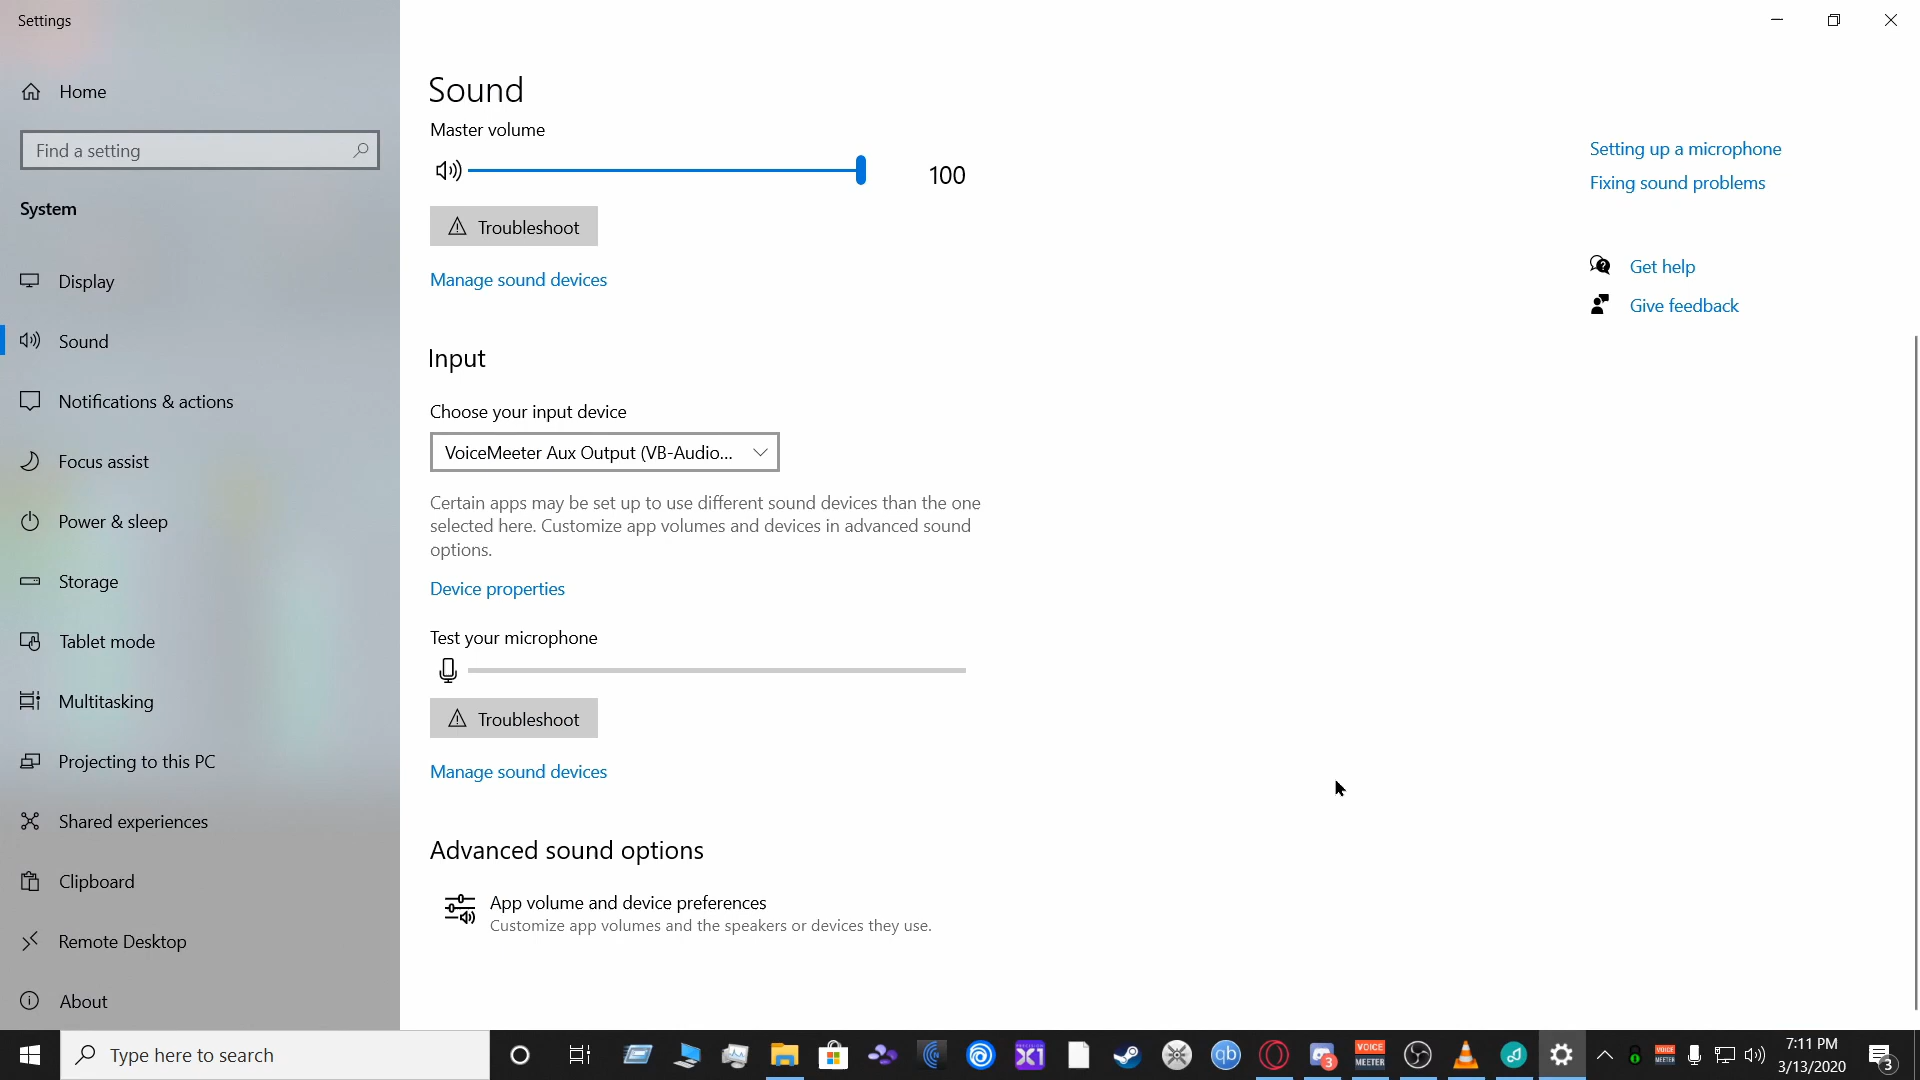 Settings
Home
Find a setting
System
Display
Sound
Notifications & actions
Focus assist
Power & sleep
Storage
Tablet mode
Multitasking
Projecting to this PC
Shared experiences
Clipboard
Remote Desktop
About
Sound
Master volume
100
Troubleshoot
Manage sound devices
Input
Choose your input device
VoiceMeeter Aux Output (VB-Audio...
Certain apps may be set up to use different sound devices than the one
selected here. Customize app volumes and devices in advanced sound
options.
Device properties
Test your microphone
Troubleshoot
Manage sound devices
Advanced sound options
App volume and device preferences
Customize app volumes and the speakers or devices they use.
Setting up a microphone
Fixing sound problems
Get help
Give feedback
Type here to search
X1
qb
3
VOICE
MEETER
7:11 PM
3/13/2020
3